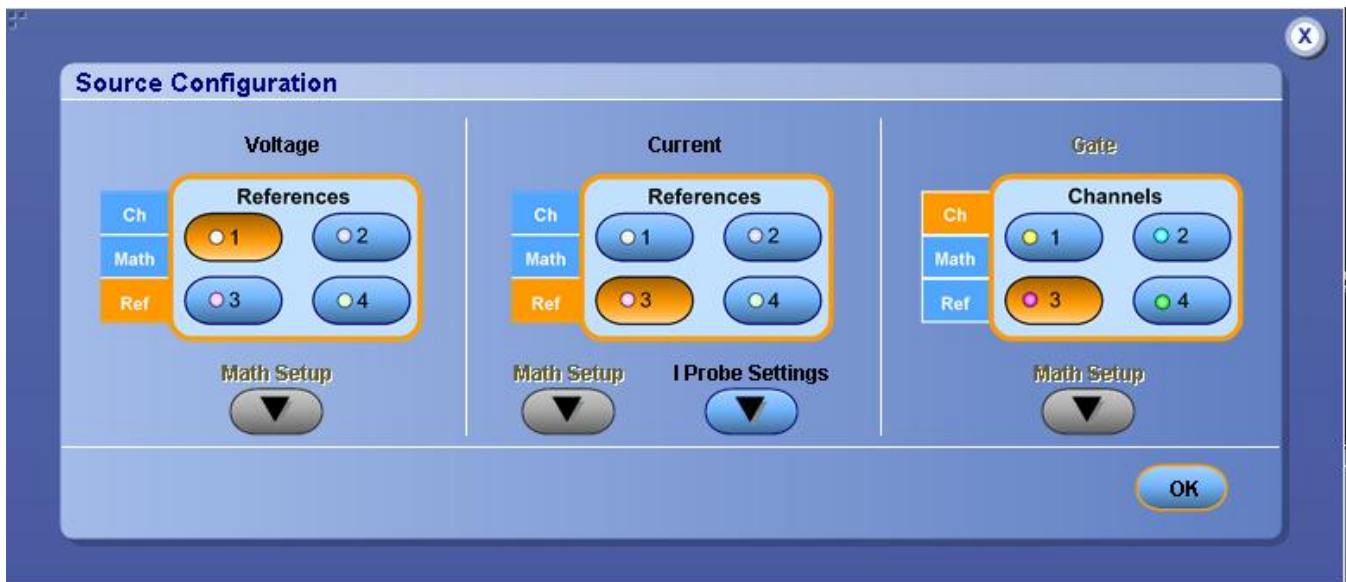 X
Source Configuration
Voltage
References
Ch
Math
Ref
1
2
3
4
Math Setup
Current
References
Ch
Math
Ref
1
2
3
4
Math Setup
I Probe Settings
Gate
Channels
Ch
Math
Ref
1
2
3
4
Math Setup
OK